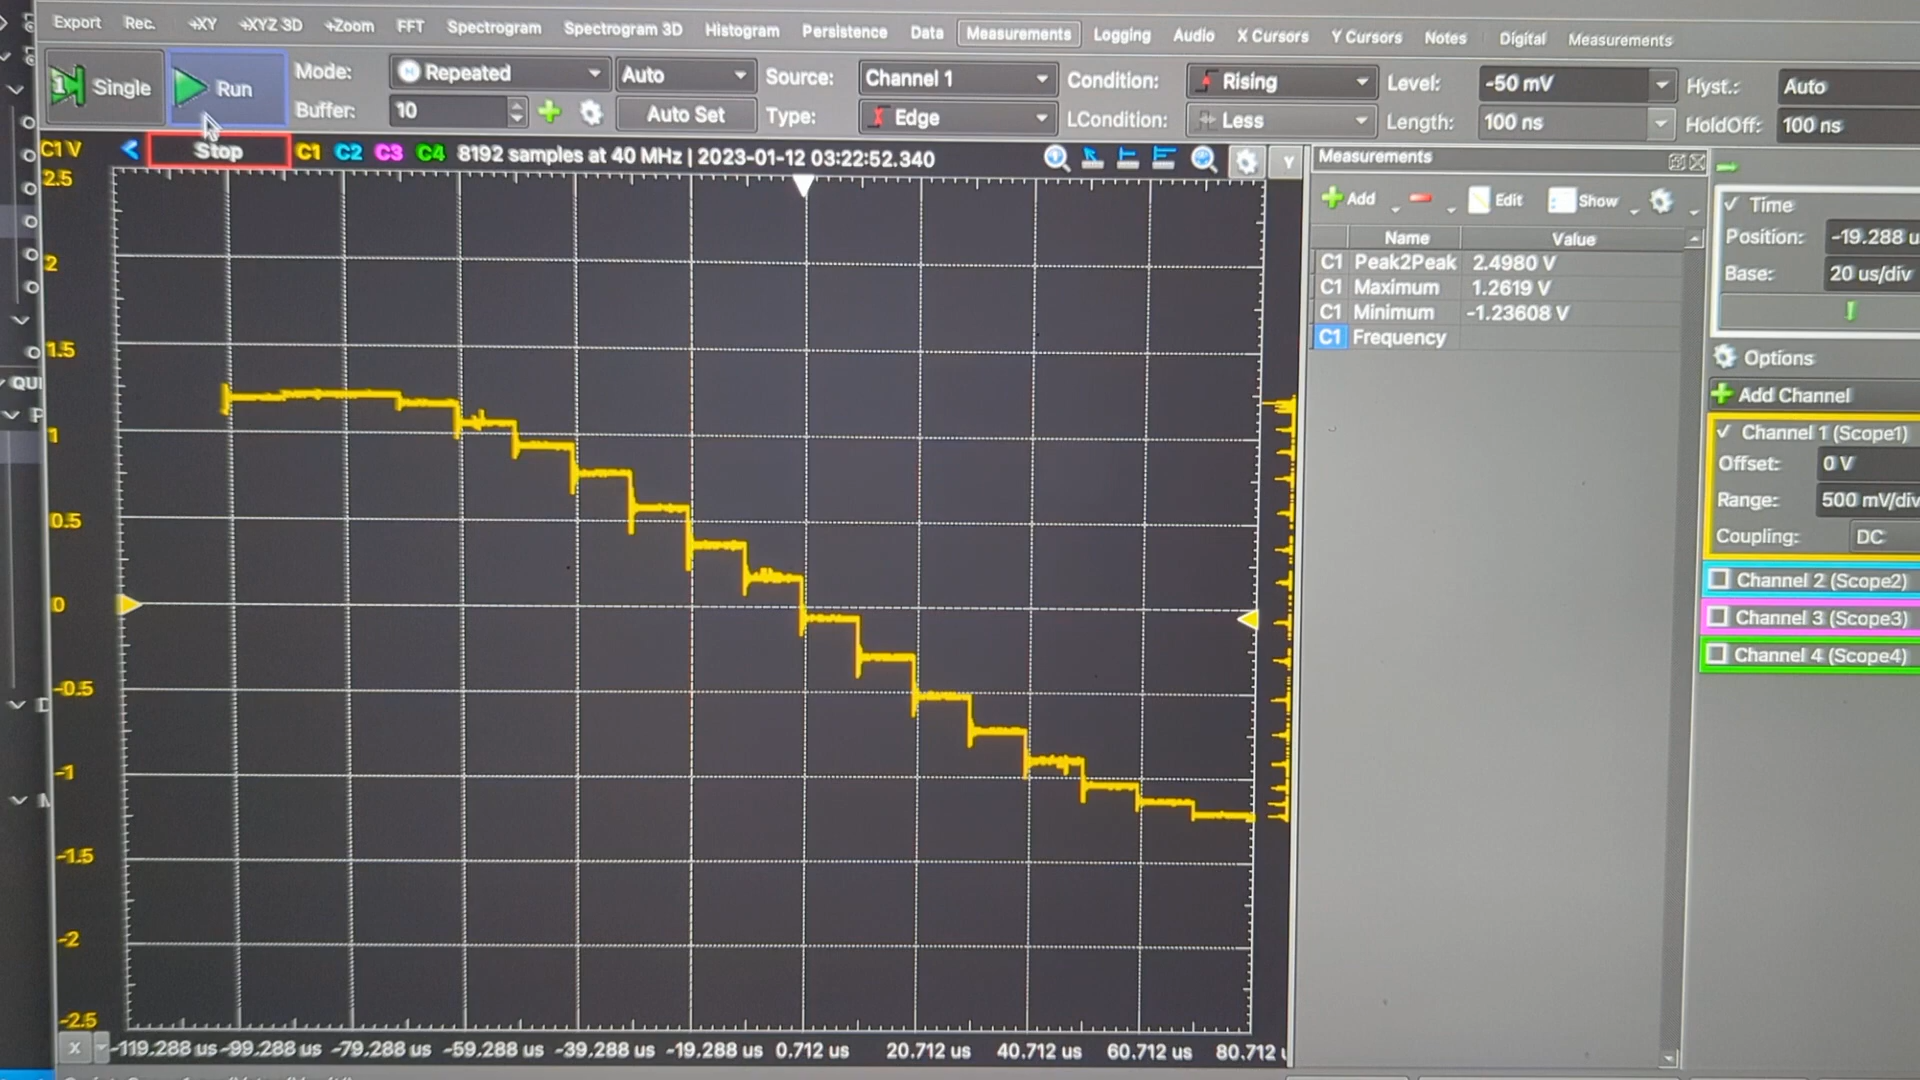 Export Rec. +XY +XYZ 3D +Zoom FFT Spectrogram Spectrogram 3D Histogram Persistence Data Measurements Logging Audio X Cursors Y Cursors Notes Digital Measurements
1 Single Run Mode: Repeated Auto Source: Channel 1 Condition: Rising Level: -50 mV Hyst.: Auto
Buffer: 10 Auto Set Type: Edge LCondition: Less Length: 100 ns HoldOff: 100 ns
C1 V Stop C1 C2 C3 C4 8192 samples at 40 MHz | 2023-01-12 03:22:52.340 Y
2.5
2
1.5
1
0.5
0
-0.5
-1
-1.5
-2
-2.5
X -119.288 us -99.288 us -79.288 us -59.288 us -39.288 us -19.288 us 0.712 us 20.712 us 40.712 us 60.712 us 80.712
Measurements
Add Edit Show
Name Value
C1 Peak2Peak 2.4980 V
C1 Maximum 1.2619 V
C1 Minimum -1.23608 V
C1 Frequency
Time
Position: -19.288 u
Base: 20 us/div
Options
Add Channel
Channel 1 (Scope1)
Offset: 0 V
Range: 500 mV/div
Coupling: DC
Channel 2 (Scope2)
Channel 3 (Scope3)
Channel 4 (Scope4)
QUI
P